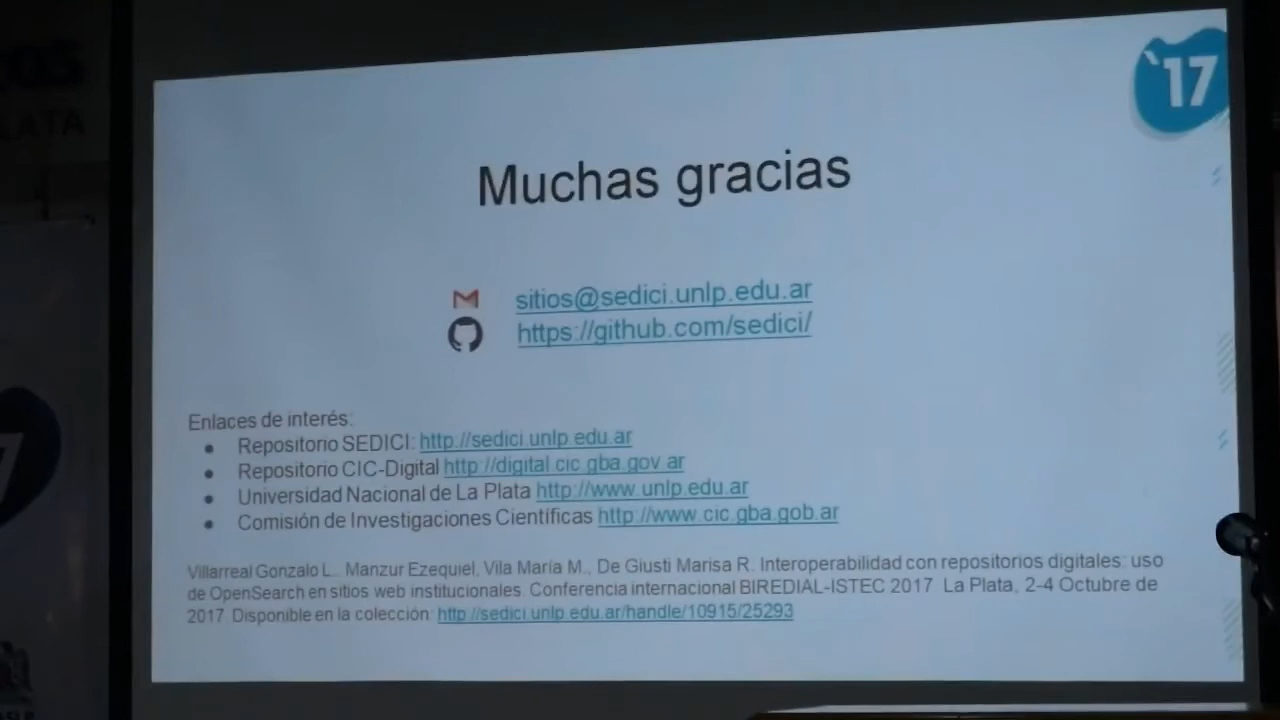 `17
Muchas gracias
sitios@sedici.unlp.edu.ar
https://github.com/sedici/
Enlaces de interés:
● Repositorio SEDICI: http://sedici.unlp.edu.ar
● Repositorio CIC-Digital http://digital.cic.gba.gov.ar
● Universidad Nacional de La Plata http://www.unlp.edu.ar
● Comisión de Investigaciones Científicas http://www.cic.gba.gob.ar
Villarreal Gonzalo L., Manzur Ezequiel, Vila María M., De Giusti Marisa R. Interoperabilidad con repositorios digitales: uso
de OpenSearch en sitios web institucionales. Conferencia internacional BIREDIAL-ISTEC 2017 La Plata, 2-4 Octubre de
2017. Disponible en la colección: http://sedici.unlp.edu.ar/handle/10915/25293
LATA
7